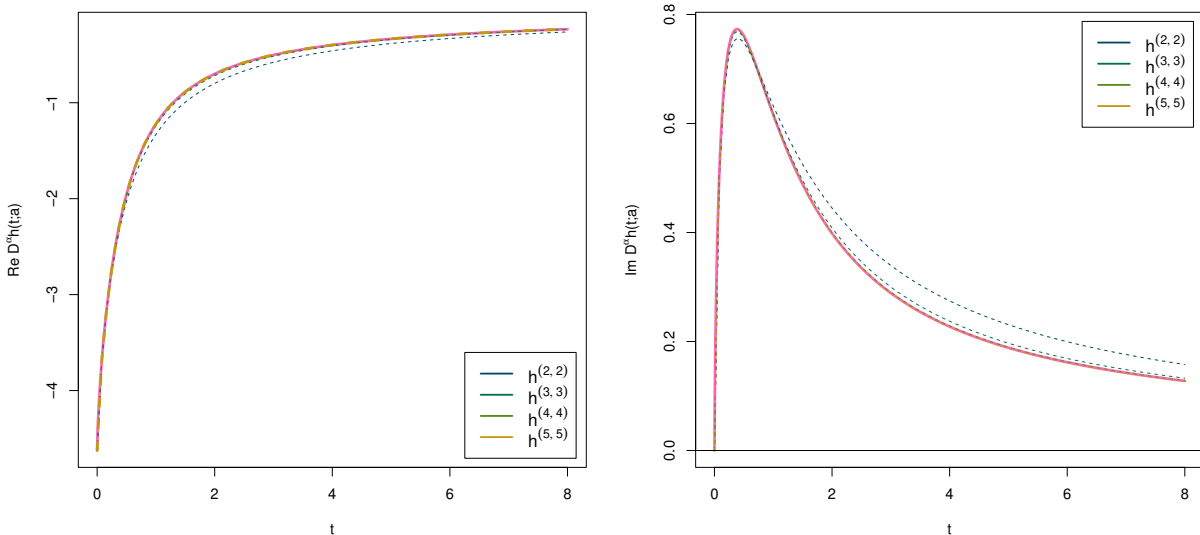 Re D^α h(t;a)
−1
−2
−3
−4
0 2 4 6 8
t
h^(2, 2)
h^(3, 3)
h^(4, 4)
h^(5, 5)
Im D^α h(t;a)
0.8
0.6
0.4
0.2
0.0
0 2 4 6 8
t
h^(2, 2)
h^(3, 3)
h^(4, 4)
h^(5, 5)